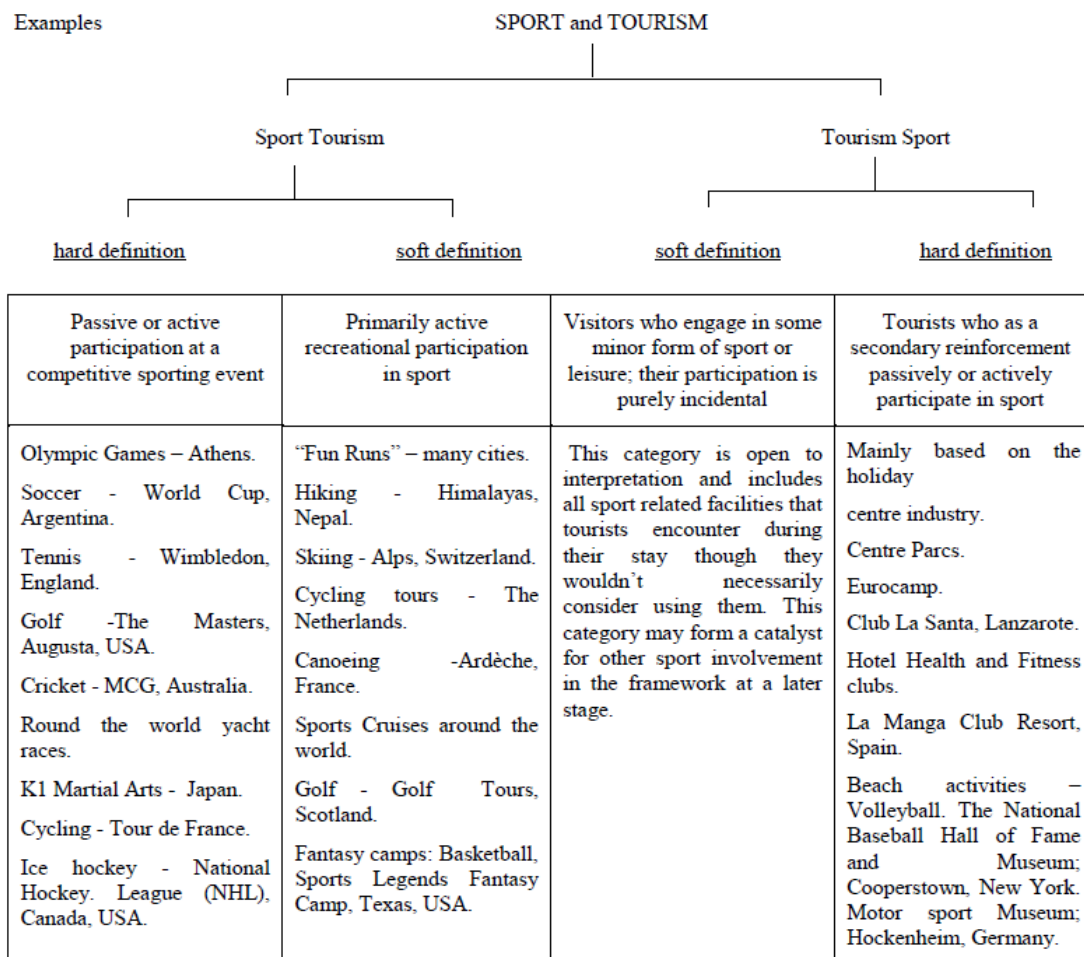 Examples
SPORT and TOURISM
Sport Tourism
Tourism Sport
hard definition
soft definition
soft definition
hard definition
Passive or active
participation at a
competitive sporting event
Primarily active
recreational participation
in sport
Visitors who engage in some
minor form of sport or
leisure; their participation is
purely incidental
Tourists who as a
secondary reinforcement
passively or actively
participate in sport
Olympic Games – Athens.
Soccer - World Cup,
Argentina.
Tennis - Wimbledon,
England.
Golf -The Masters,
Augusta, USA.
Cricket - MCG, Australia.
Round the world yacht
races.
K1 Martial Arts - Japan.
Cycling - Tour de France.
Ice hockey - National
Hockey. League (NHL),
Canada, USA.
“Fun Runs” – many cities.
Hiking - Himalayas,
Nepal.
Skiing - Alps, Switzerland.
Cycling tours - The
Netherlands.
Canoeing -Ardèche,
France.
Sports Cruises around the
world.
Golf - Golf Tours,
Scotland.
Fantasy camps: Basketball,
Sports Legends Fantasy
Camp, Texas, USA.
This category is open to
interpretation and includes
all sport related facilities that
tourists encounter during
their stay though they
wouldn’t necessarily
consider using them. This
category may form a catalyst
for other sport involvement
in the framework at a later
stage.
Mainly based on the
holiday
centre industry.
Centre Parcs.
Eurocamp.
Club La Santa, Lanzarote.
Hotel Health and Fitness
clubs.
La Manga Club Resort,
Spain.
Beach activities –
Volleyball. The National
Baseball Hall of Fame
and Museum;
Cooperstown, New York.
Motor sport Museum;
Hockenheim, Germany.